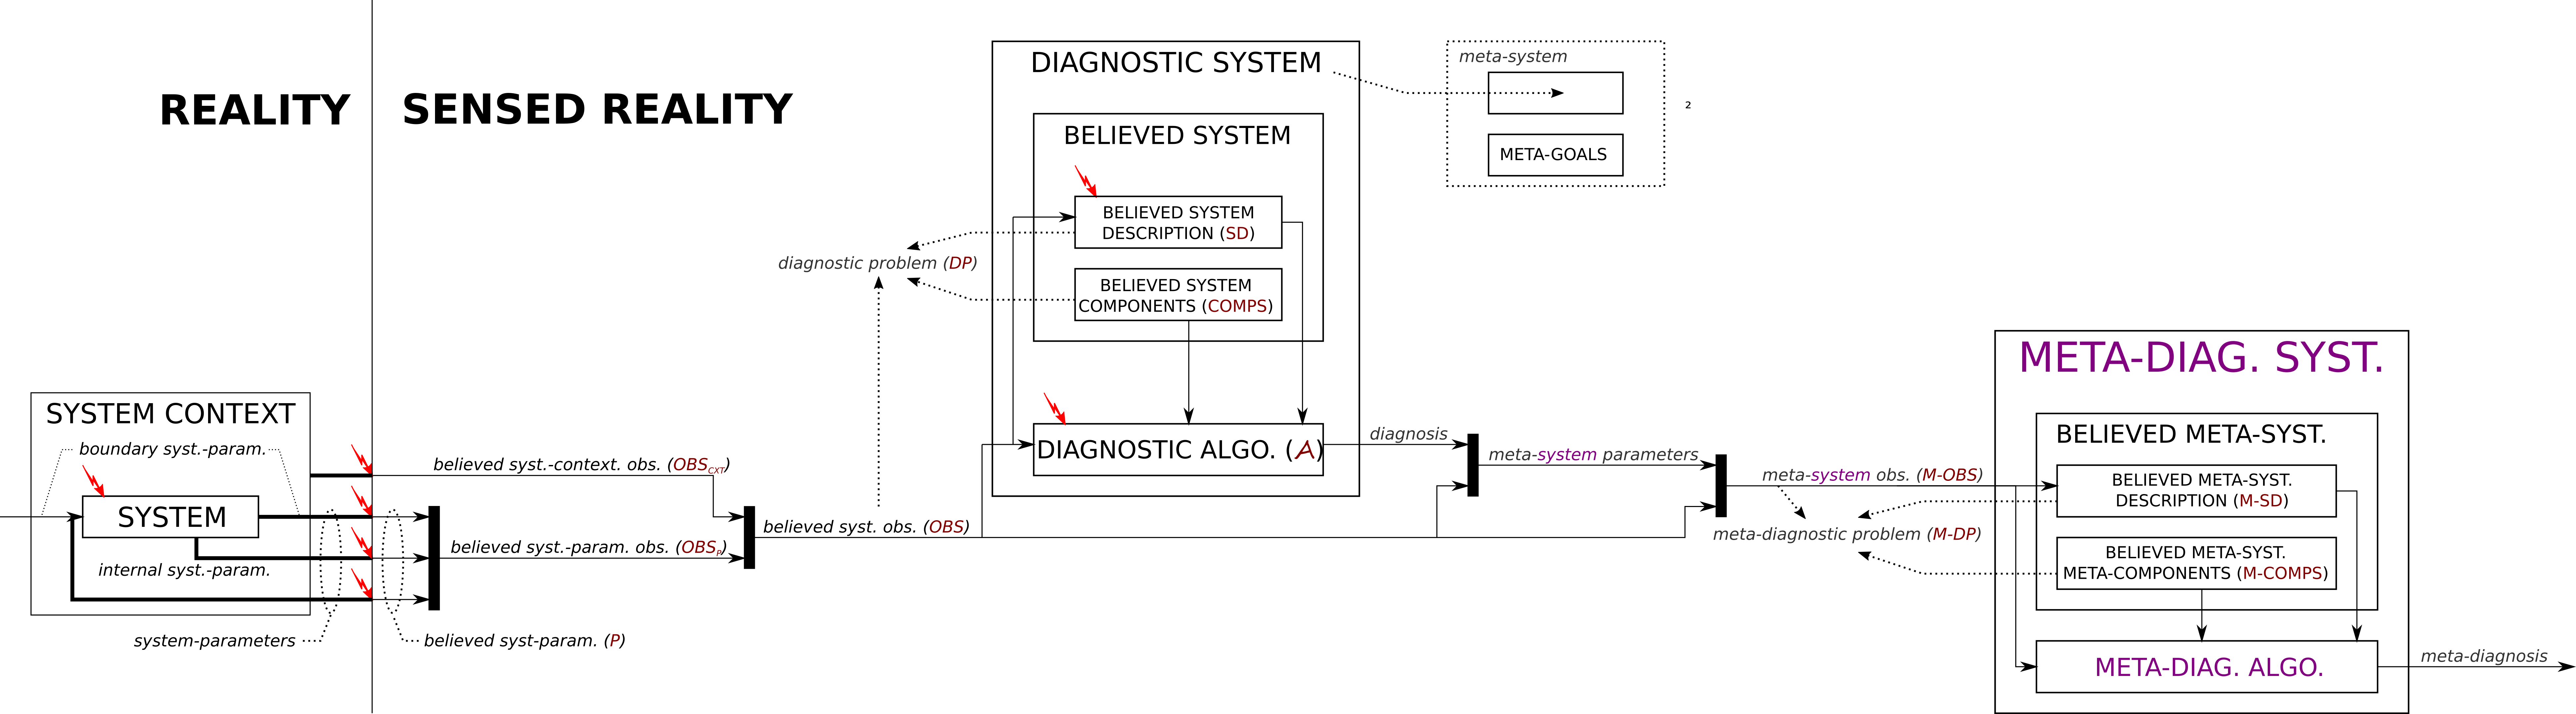 REALITY
SENSED REALITY
SYSTEM CONTEXT
boundary syst.-param.
SYSTEM
internal syst.-param.
system-parameters
believed syst-param. (P)
believed syst.-context. obs. (OBS_CXT)
believed syst.-param. obs. (OBS_P)
believed syst. obs. (OBS)
diagnostic problem (DP)
DIAGNOSTIC SYSTEM
BELIEVED SYSTEM
BELIEVED SYSTEM
DESCRIPTION (SD)
BELIEVED SYSTEM
COMPONENTS (COMPS)
DIAGNOSTIC ALGO. (A)
meta-system
META-GOALS
2
diagnosis
meta-system parameters
meta-system obs. (M-OBS)
meta-diagnostic problem (M-DP)
META-DIAG. SYST.
BELIEVED META-SYST.
BELIEVED META-SYST.
DESCRIPTION (M-SD)
BELIEVED META-SYST.
META-COMPONENTS (M-COMPS)
META-DIAG. ALGO.
meta-diagnosis